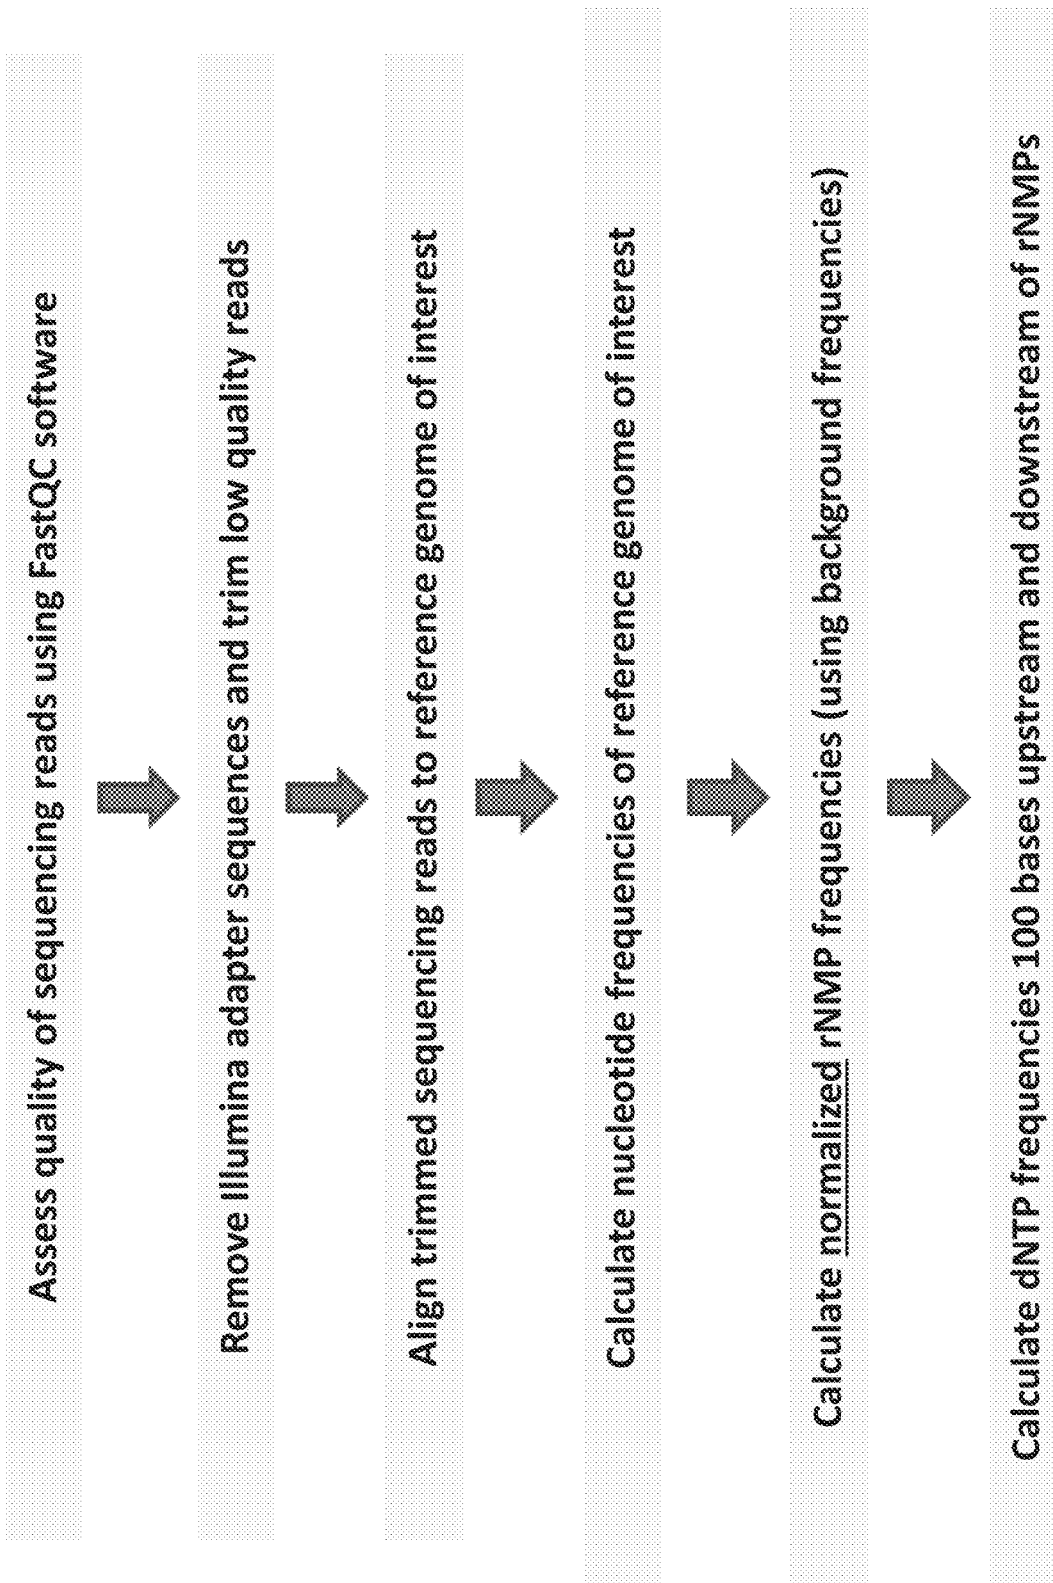 Assess quality of sequencing reads using FastQC software
Remove Illumina adapter sequences and trim low quality reads
Align trimmed sequencing reads to reference genome of interest
Calculate nucleotide frequencies of reference genome of interest
Calculate normalized rNMP frequencies (using background frequencies)
Calculate dNTP frequencies 100 bases upstream and downstream of rNMPs